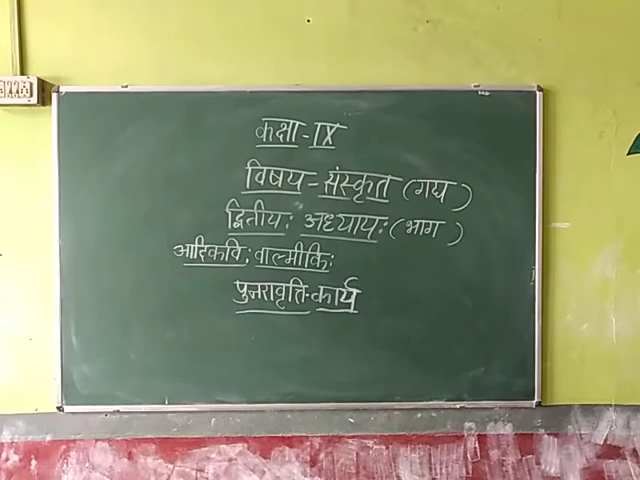 कक्षा - IX
विषय - संस्कृत (गद्य)
द्वितीयः अध्यायः (भाग )
आदिकविः वाल्मीकिः
पुनरावृत्ति-कार्य